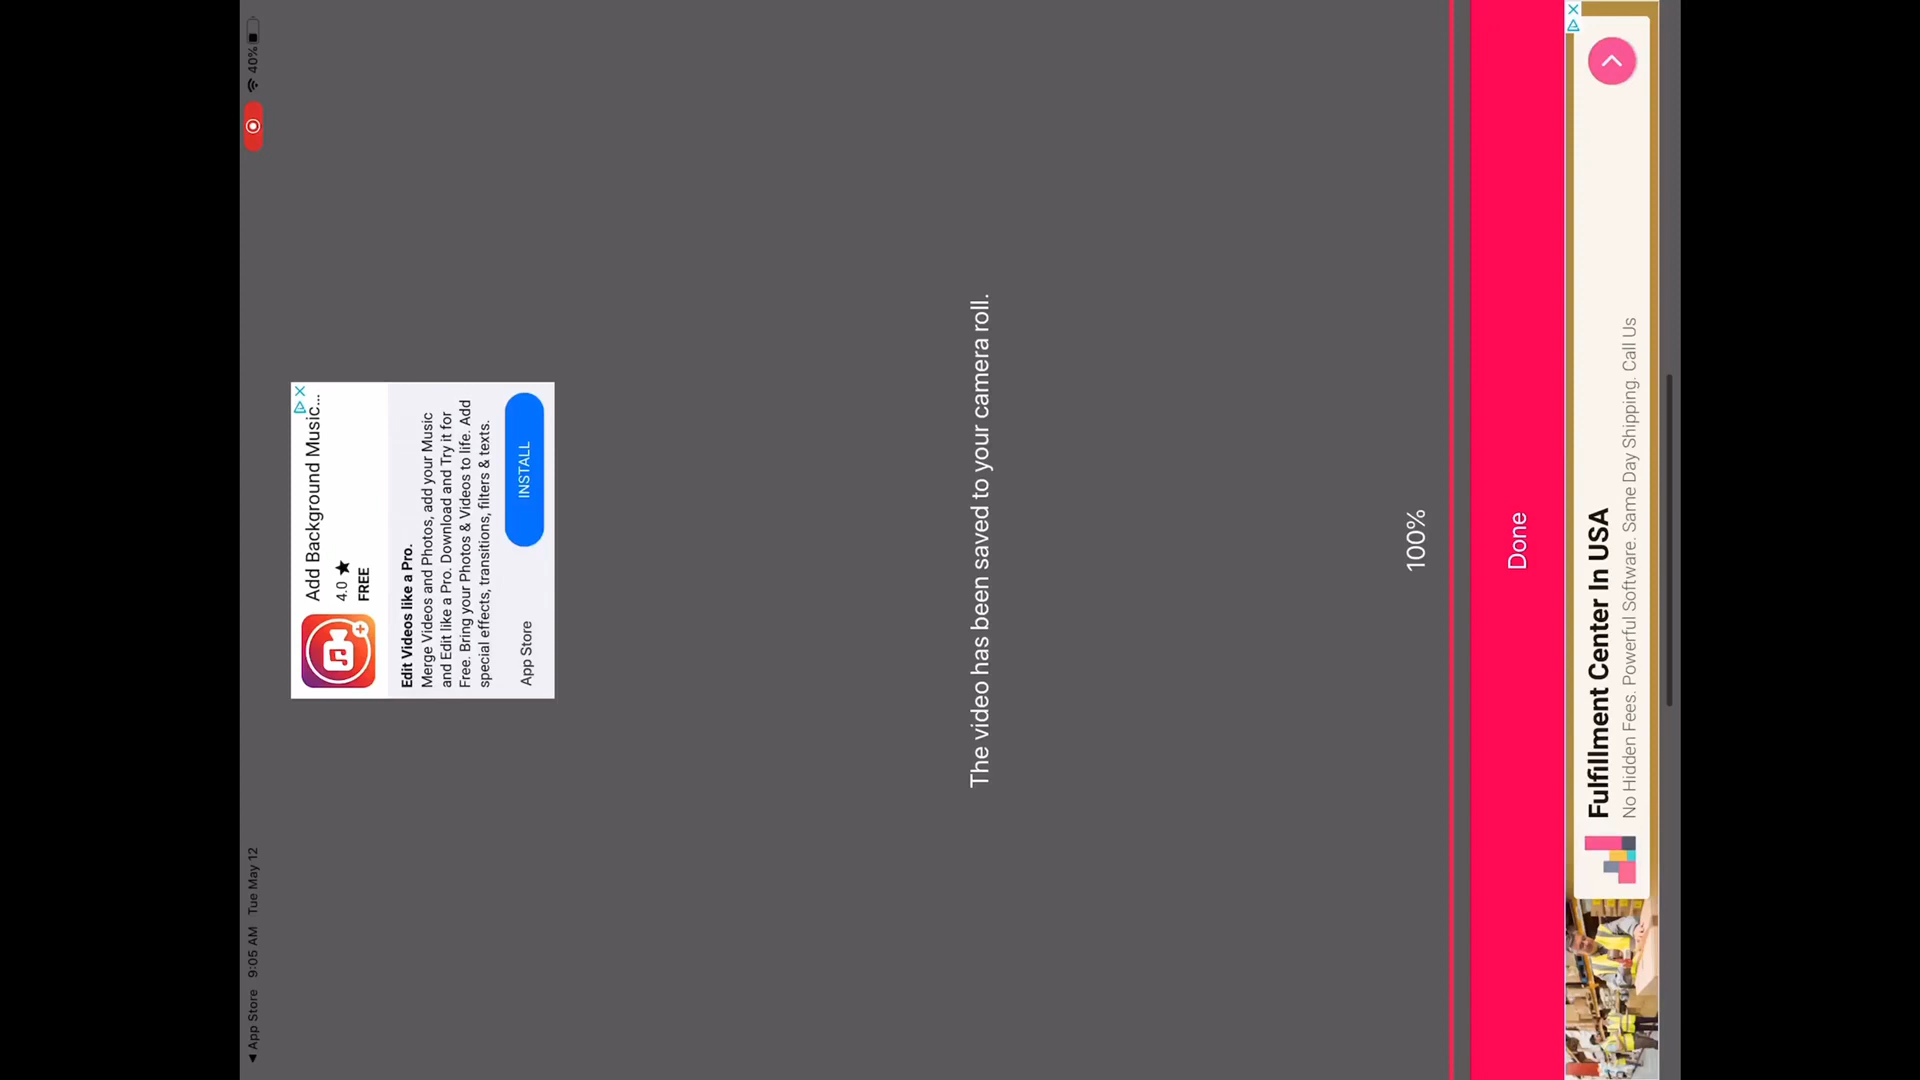 App Store 9:05 AM Tue May 12
40%
Add Background Music...
4.0
FREE
Edit Videos like a Pro.
Merge Videos and Photos, add your Music
and Edit like a Pro. Download and Try it for
Free. Bring your Photos & Videos to life. Add
special effects, transitions, filters & texts.
App Store
INSTALL
The video has been saved to your camera roll.
100%
Done
Fulfillment Center In USA
No Hidden Fees. Powerful Software. Same Day Shipping. Call Us